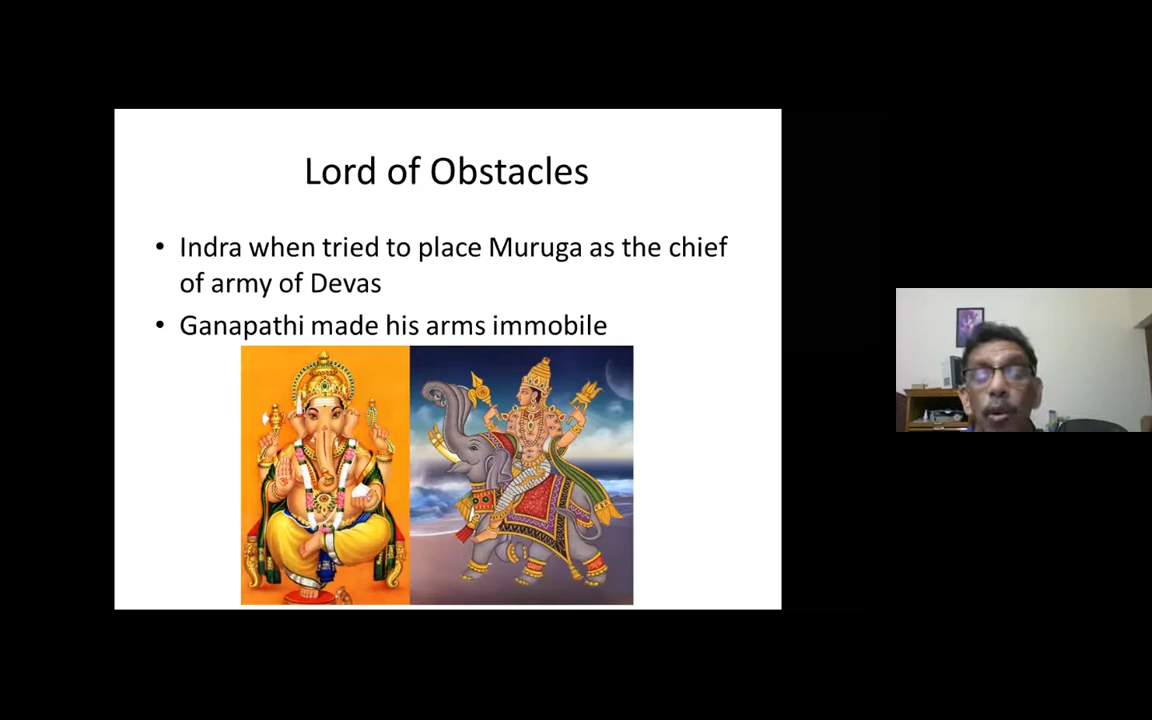 Lord of Obstacles
• Indra when tried to place Muruga as the chief
of army of Devas
• Ganapathi made his arms immobile